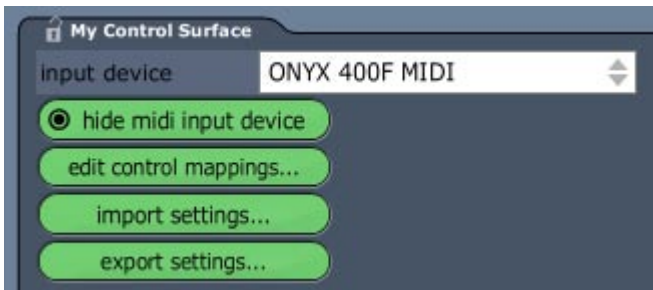 My Control Surface
input device ONYX 400F MIDI
hide midi input device
edit control mappings...
import settings...
export settings...